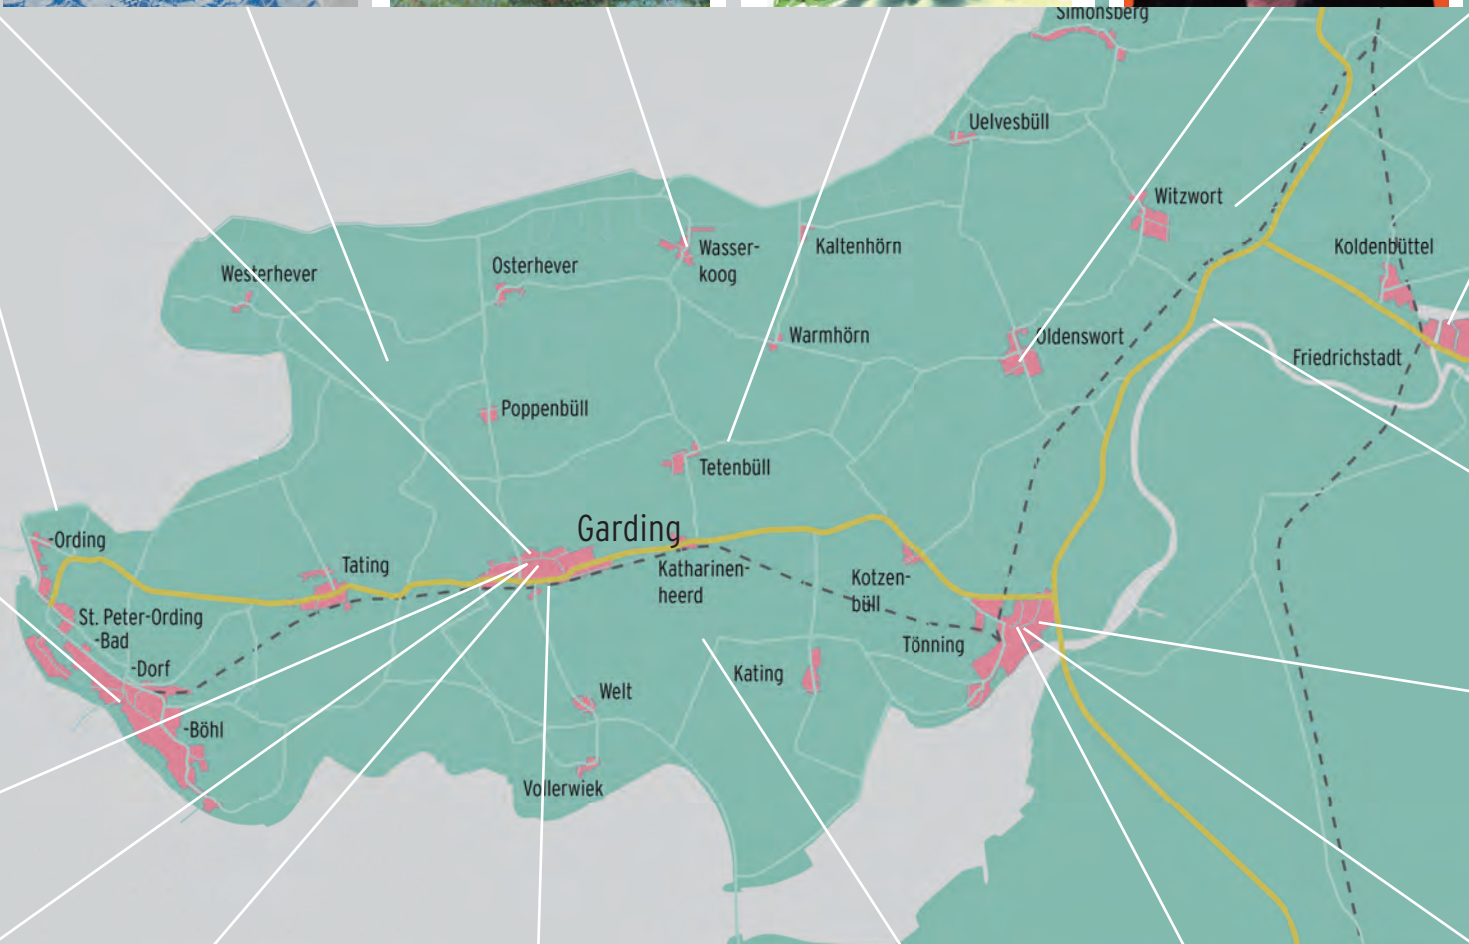 Simonsberg
Uelvesbüll
Witzwort
Koldenbüttel
Wasser-
koog
Kaltenhörn
Osterhever
Westerhever
Warmhörn
Oldenswort
Friedrichstadt
Poppenbüll
Tetenbüll
Garding
-Ording
Tating
Katharinen-
heerd
Kotzen-
büll
St. Peter-Ording
-Bad
-Dorf
Tönning
Kating
Welt
-Böhl
Vollerwiek